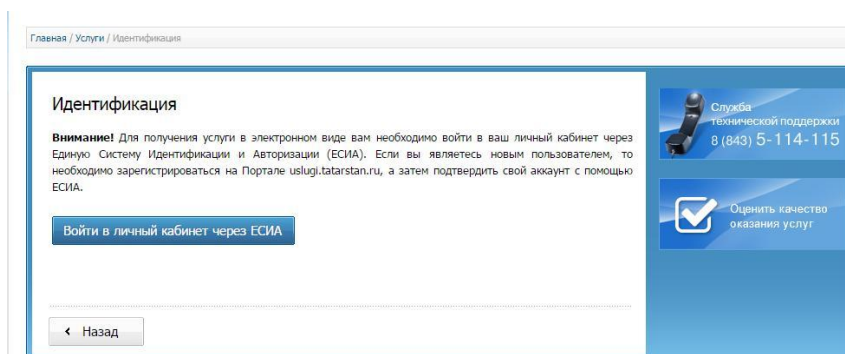 Главная / Услуги / Идентификация
Идентификация
Внимание! Для получения услуги в электронном виде вам необходимо войти в ваш личный кабинет через
Единую Систему Идентификации и Авторизации (ЕСИА). Если вы являетесь новым пользователем, то
необходимо зарегистрироваться на Портале uslugi.tatarstan.ru, а затем подтвердить свой аккаунт с помощью
ЕСИА.
Войти в личный кабинет через ЕСИА
Назад
Служба
технической поддержки
8 (843) 5-114-115
Оценить качество
оказания услуг